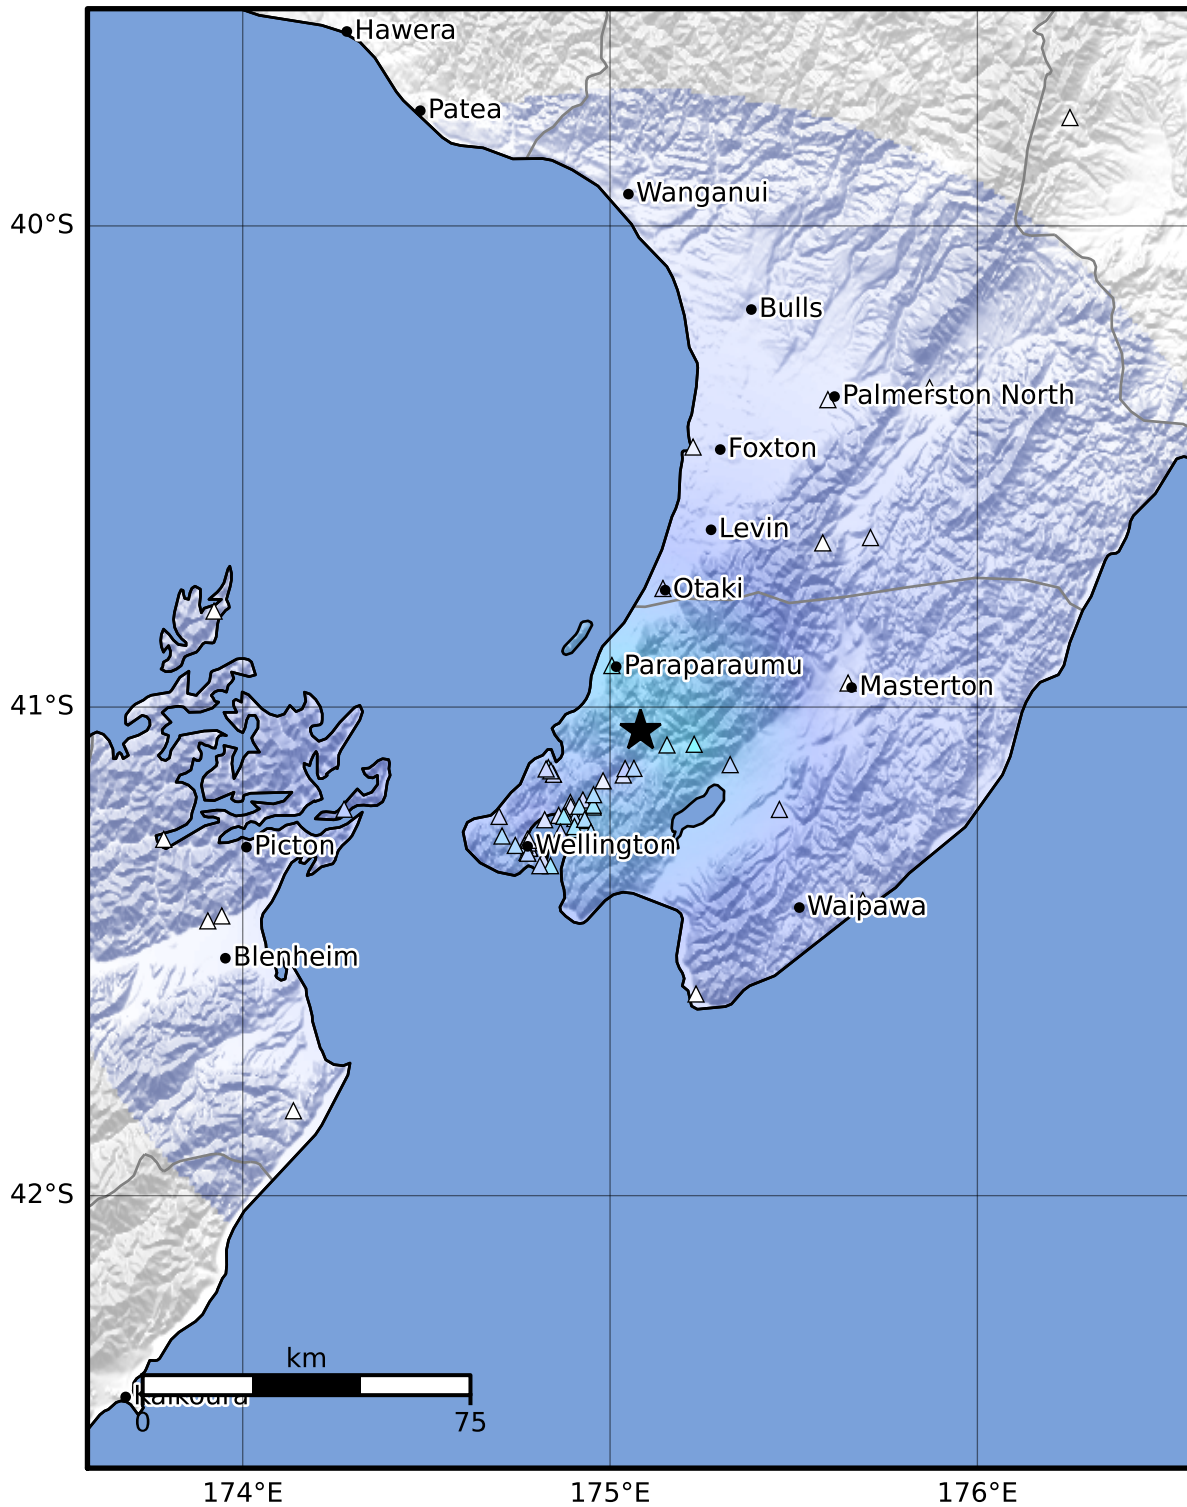 Hawera
Patea
Wanganui
40°S
Bulls
Palmerston North
Foxton
Levin
Otaki
Paraparaumu
Masterton
41°S
Wellington
Picton
Waipawa
Blenheim
42°S
km
Kaikoura
0
75
174°E
175°E
176°E